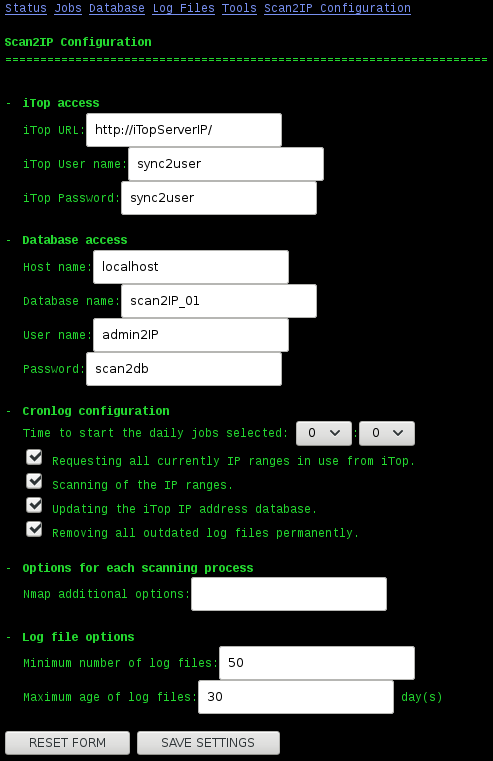 Status Jobs Database Log Files Tools Scan2IP Configuration
Scan2IP Configuration
=====================================================================
- iTop access
iTop URL: http://iTopServerIP/
iTop User name: sync2user
iTop Password: sync2user
- Database access
Host name: localhost
Database name: scan2IP_01
User name: admin2IP
Password: scan2db
- Cronlog configuration
Time to start the daily jobs selected: 0 : 0
Requesting all currently IP ranges in use from iTop.
Scanning of the IP ranges.
Updating the iTop IP address database.
Removing all outdated log files permanently.
- Options for each scanning process
Nmap additional options:
- Log file options
Minimum number of log files: 50
Maximum age of log files: 30 day(s)
RESET FORM SAVE SETTINGS